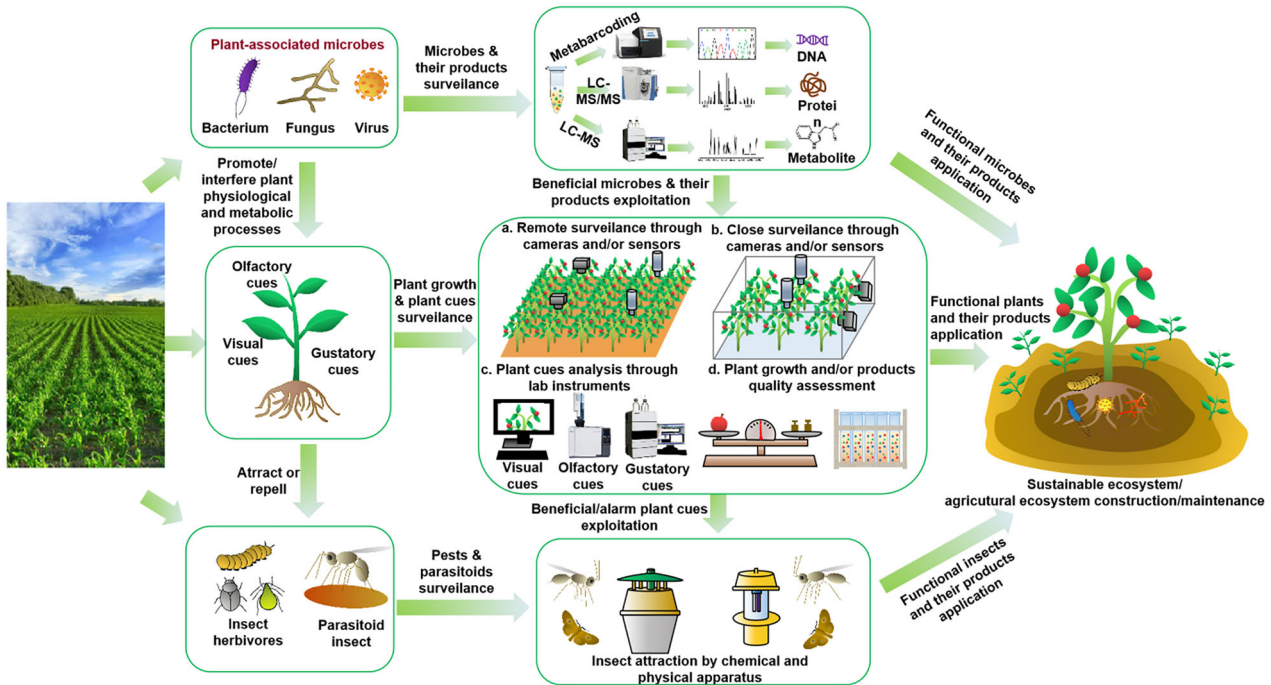 Plant-associated microbes
Bacterium
Fungus
Virus
Microbes &
their products
surveilance
Metabarcoding
LC-
MS/MS
LC-MS
DNA
Protei
n
Metabolite
Promote/
interfere plant
physiological
and metabolic
processes
Beneficial microbes & their
products exploitation
Functional microbes
and their products
application
Olfactory
cues
Visual
cues
Gustatory
cues
Plant growth
& plant cues
surveilance
a. Remote surveilance through
cameras and/or sensors
b. Close surveilance through
cameras and/or sensors
c. Plant cues analysis through
lab instruments
d. Plant growth and/or products
quality assessment
Visual
cues
Olfactory
cues
Gustatory
cues
Functional plants
and their products
application
Sustainable ecosystem/
agricutural ecosystem construction/maintenance
Atrract or
repell
Beneficial/alarm plant cues
exploitation
Insect
herbivores
Parasitoid
insect
Pests &
parasitoids
surveilance
Insect attraction by chemical and
physical apparatus
Functional insects
and their products
application